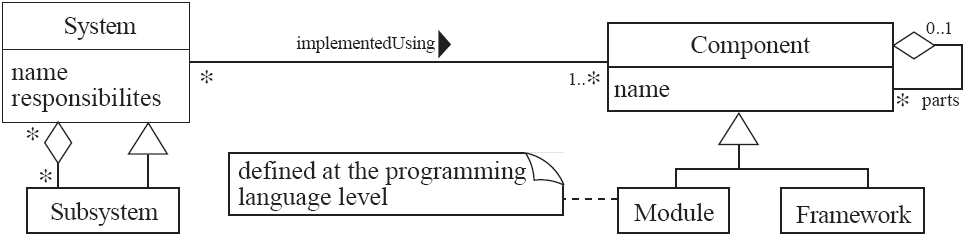 System
name
responsibilites
*
*
Subsystem
implementedUsing
*
1..*
Component
name
0..1
* parts
defined at the programming
language level
Module
Framework